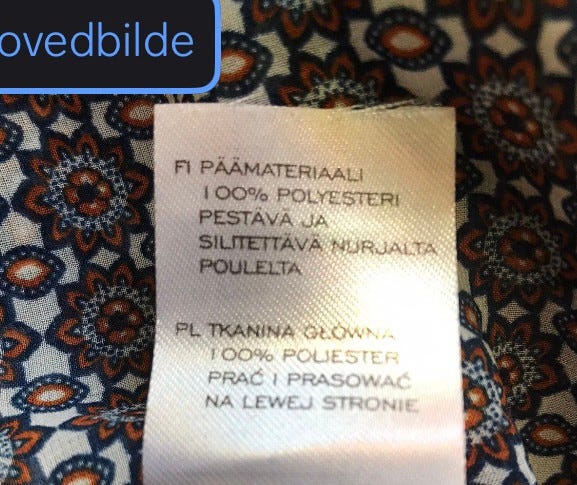 ovedbilde
FI PÄÄMATERIAALI
100% POLYESTERI
PESTÄVÄ JA
SILITETTÄVÄ NURJALTA
POULELTA
PL TKANINA GŁÓWNA
100% POLIESTER
PRAĆ I PRASOWAĆ
NA LEWEJ STRONIE